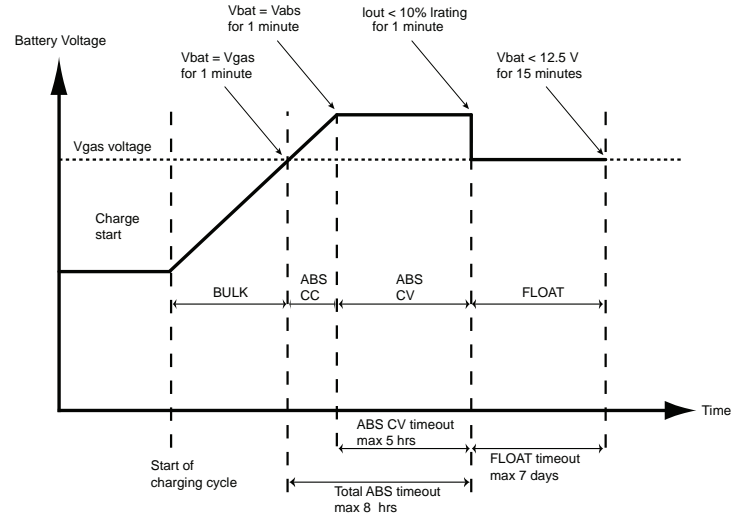 Vbat = Vabs
for 1 minute
Iout < 10% Irating
for 1 minute
Battery Voltage
Vbat = Vgas
for 1 minute
Vbat < 12.5 V
for 15 minutes
Vgas voltage
Charge
start
BULK
ABS
CC
ABS
CV
FLOAT
Time
ABS CV timeout
max 5 hrs
FLOAT timeout
max 7 days
Start of
charging cycle
Total ABS timeout
max 8 hrs